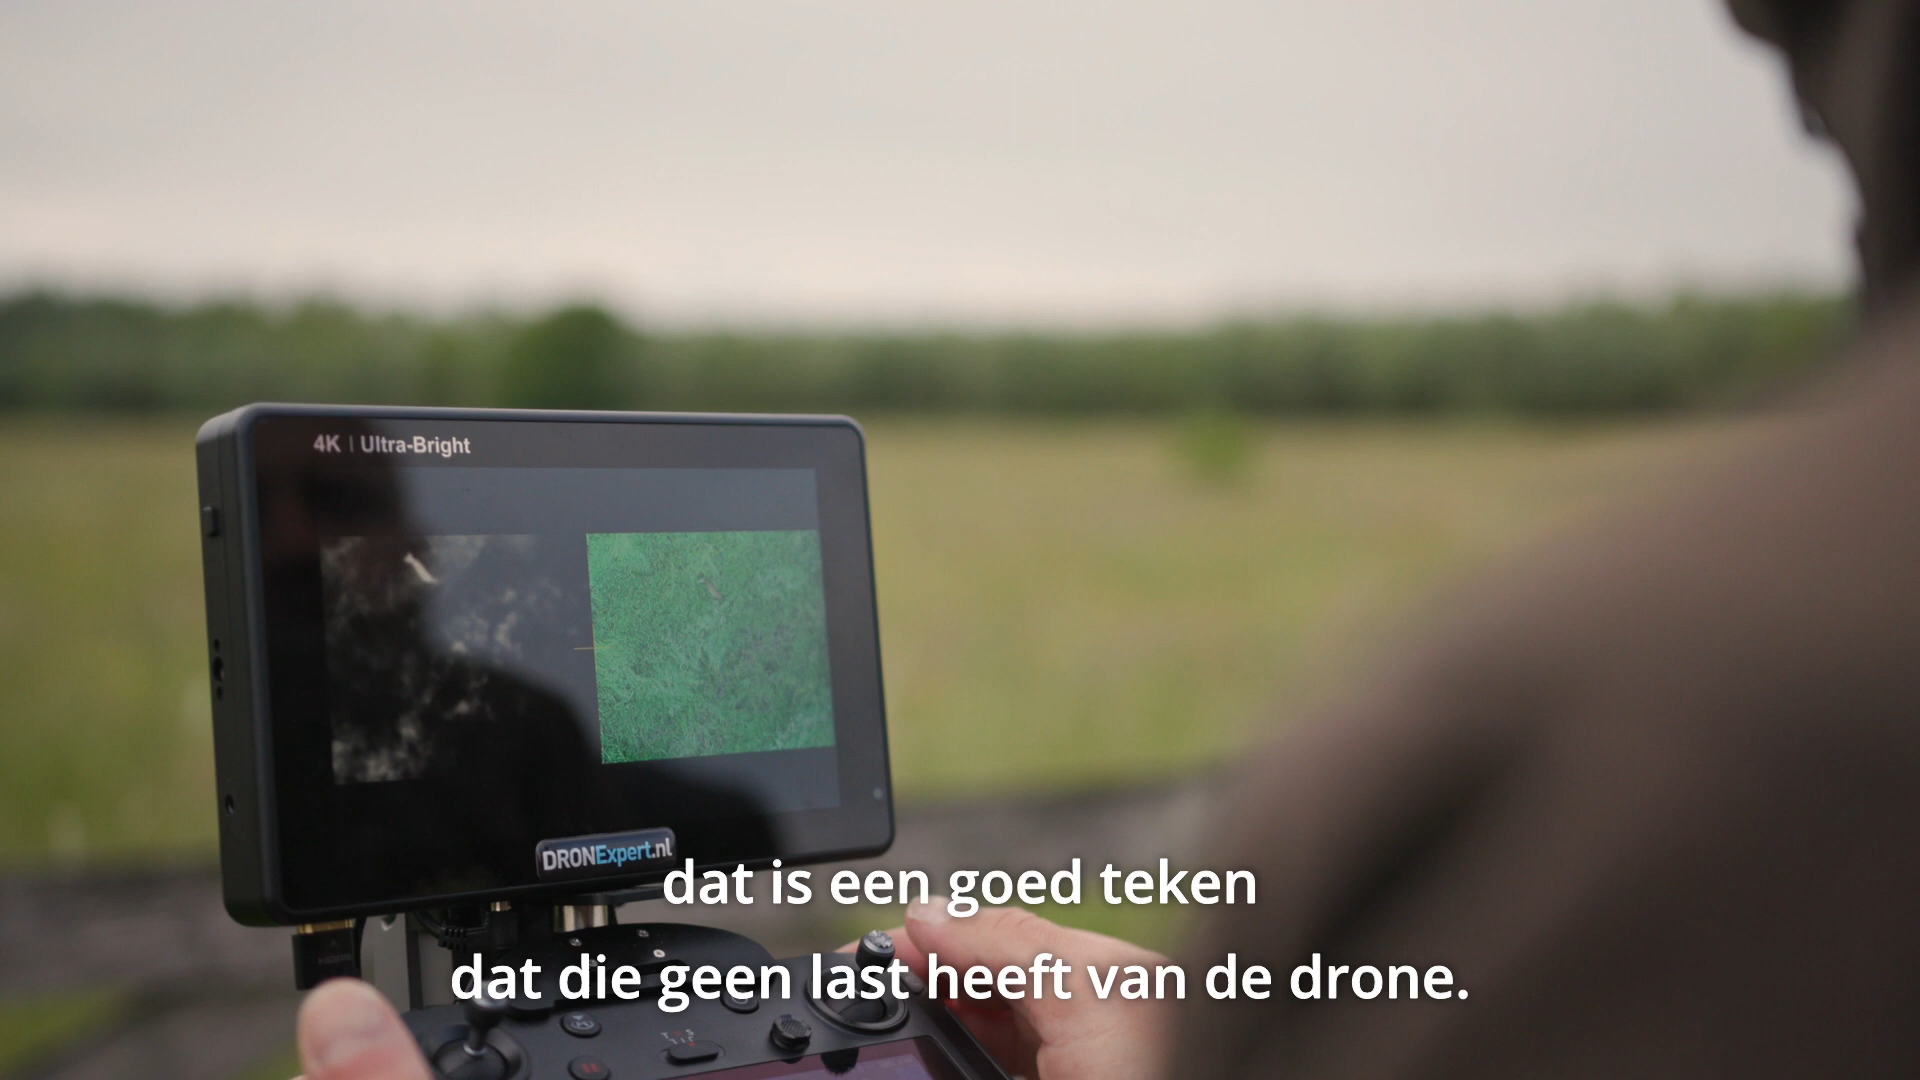 4K | Ultra-Bright
DRONExpert.nl
dat is een goed teken
dat die geen last heeft van de drone.